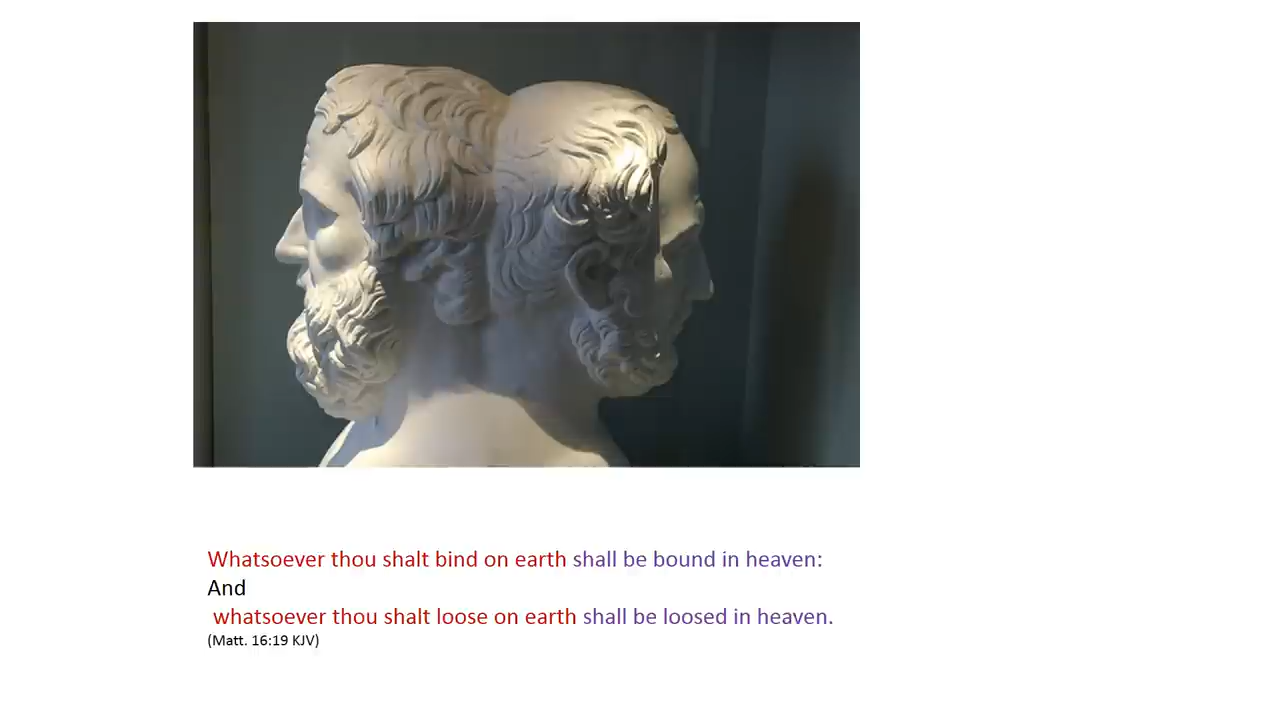 Whatsoever thou shalt bind on earth shall be bound in heaven:
And
whatsoever thou shalt loose on earth shall be loosed in heaven.
(Matt. 16:19 KJV)